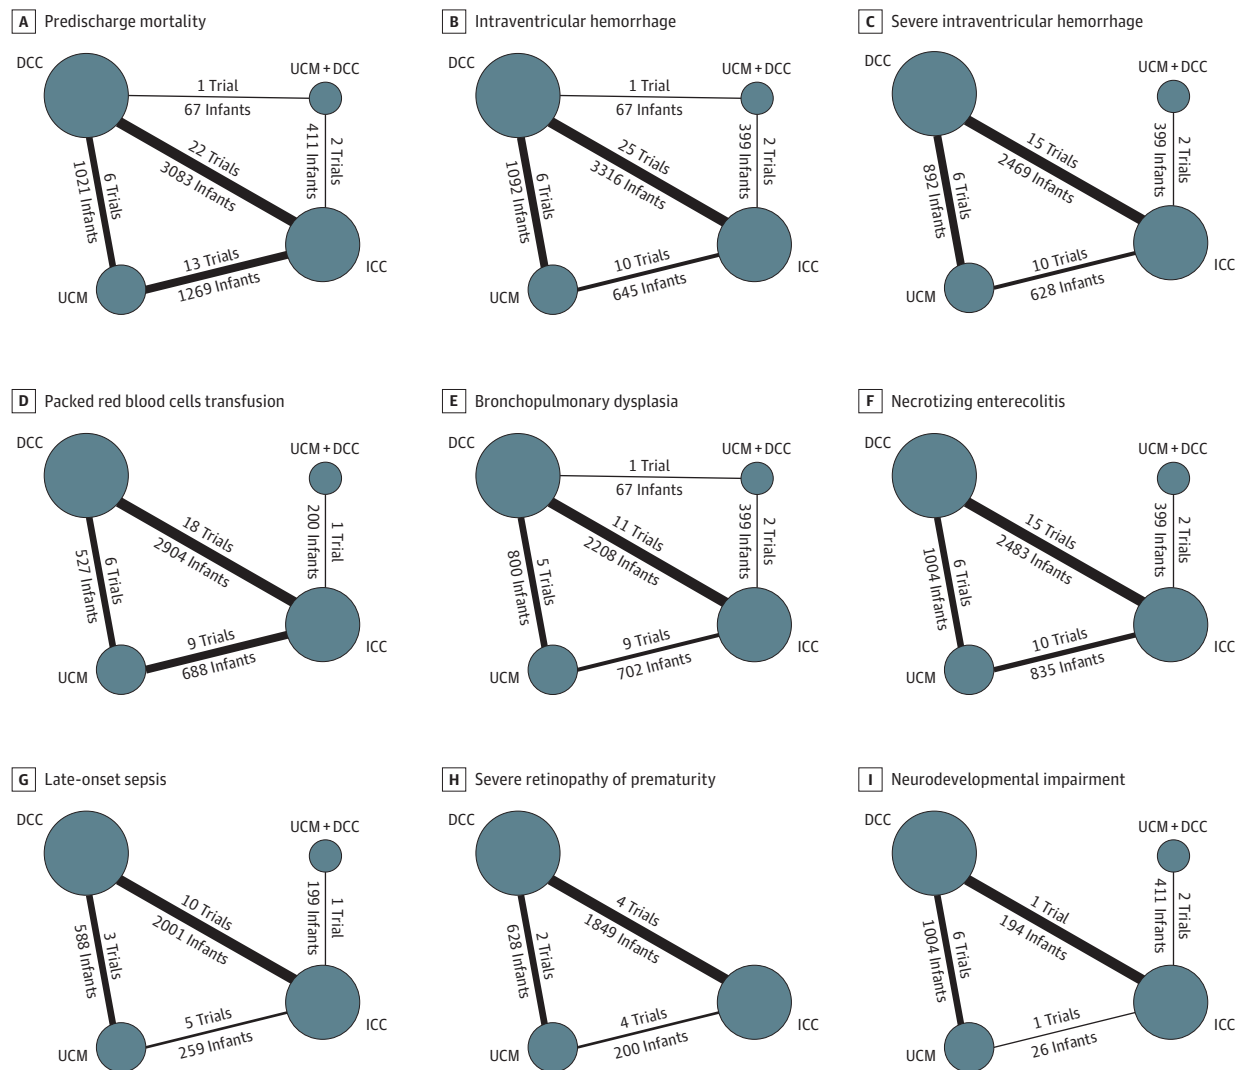 A Predischarge mortality
DCC
UCM + DCC
1 Trial
67 Infants
22 Trials
3083 Infants
2 Trials
411 Infants
6 Trials
1021 Infants
13 Trials
1269 Infants
UCM
ICC
B Intraventricular hemorrhage
DCC
UCM + DCC
1 Trial
67 Infants
25 Trials
3316 Infants
2 Trials
399 Infants
6 Trials
1092 Infants
10 Trials
645 Infants
UCM
ICC
C Severe intraventricular hemorrhage
DCC
UCM + DCC
15 Trials
2469 Infants
2 Trials
399 Infants
6 Trials
892 Infants
10 Trials
628 Infants
UCM
ICC
D Packed red blood cells transfusion
DCC
UCM + DCC
18 Trials
2904 Infants
1 Trial
200 Infants
6 Trials
527 Infants
9 Trials
688 Infants
UCM
ICC
E Bronchopulmonary dysplasia
DCC
UCM + DCC
1 Trial
67 Infants
11 Trials
2208 Infants
2 Trials
399 Infants
5 Trials
800 Infants
9 Trials
702 Infants
UCM
ICC
F Necrotizing enterecolitis
DCC
UCM + DCC
15 Trials
2483 Infants
2 Trials
399 Infants
6 Trials
1004 Infants
10 Trials
835 Infants
UCM
ICC
G Late-onset sepsis
DCC
UCM + DCC
10 Trials
2001 Infants
1 Trial
199 Infants
3 Trials
588 Infants
5 Trials
259 Infants
UCM
ICC
H Severe retinopathy of prematurity
DCC
4 Trials
1849 Infants
2 Trials
628 Infants
4 Trials
200 Infants
UCM
ICC
I Neurodevelopmental impairment
DCC
UCM + DCC
1 Trial
194 Infants
2 Trials
411 Infants
6 Trials
1004 Infants
1 Trials
26 Infants
UCM
ICC